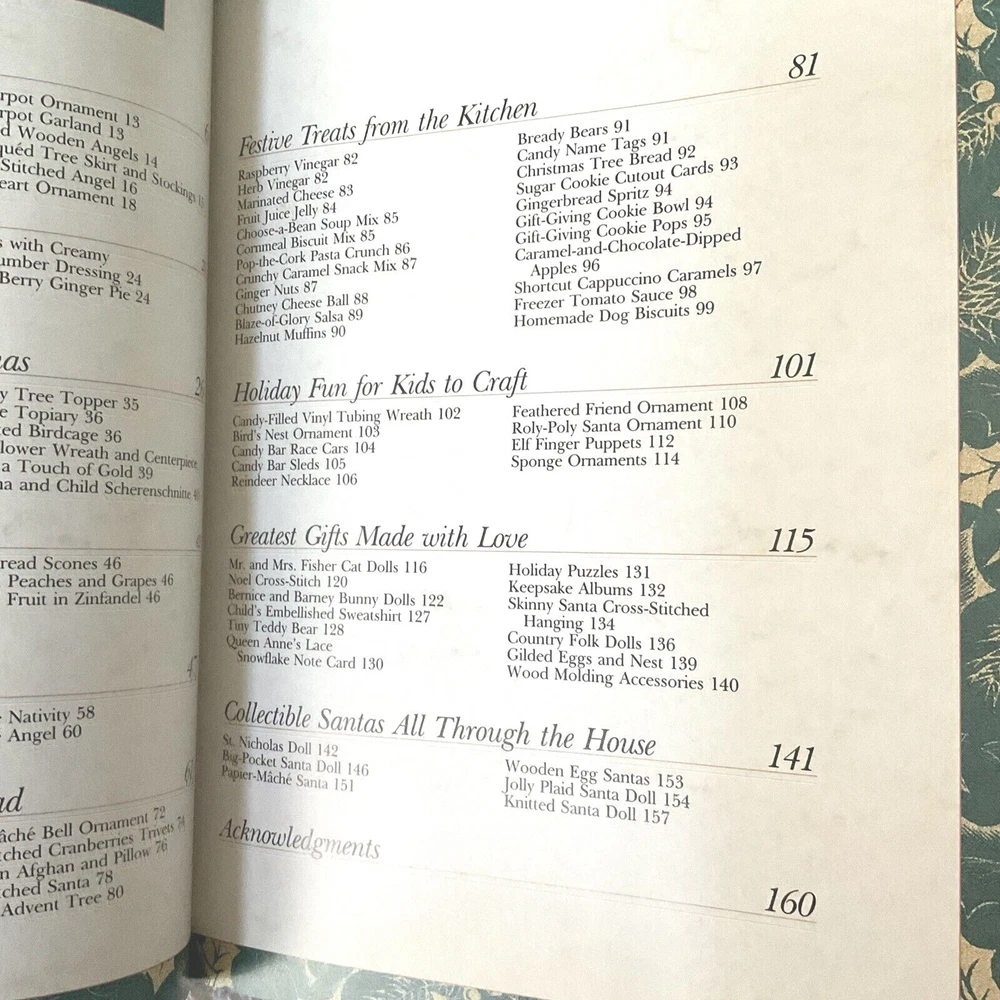 rpot Ornament 13
rpot Garland 13
d Wooden Angels 14
quéd Tree Skirt and Stockings
Stitched Angel 16
eart Ornament 18
s with Creamy
umber Dressing 24
Berry Ginger Pie 24
as
y Tree Topper 35
e Topiary 36
ed Birdcage 36
lower Wreath and Centerpiece
a Touch of Gold 39
na and Child Scherenschnitte
read Scones 46
Peaches and Grapes 46
Fruit in Zinfandel 46
Nativity 58
Angel 60
ad
âché Bell Ornament 72
tched Cranberries Trivets 74
n Afghan and Pillow 76
ched Santa 78
Advent Tree 80
Festive Treats from the Kitchen 81
Raspberry Vinegar 82
Herb Vinegar 82
Marinated Cheese 83
Fruit Juice Jelly 84
Choose-a-Bean Soup Mix 85
Cornmeal Biscuit Mix 85
Pop-the-Cork Pasta Crunch 86
Crunchy Caramel Snack Mix 87
Ginger Nuts 87
Chutney Cheese Ball 88
Blaze-of-Glory Salsa 89
Hazelnut Muffins 90
Bready Bears 91
Candy Name Tags 91
Christmas Tree Bread 92
Sugar Cookie Cutout Cards 93
Gingerbread Spritz 94
Gift-Giving Cookie Bowl 94
Gift-Giving Cookie Pops 95
Caramel-and-Chocolate-Dipped
Apples 96
Shortcut Cappuccino Caramels 97
Freezer Tomato Sauce 98
Homemade Dog Biscuits 99
Holiday Fun for Kids to Craft 101
Candy-Filled Vinyl Tubing Wreath 102
Bird's Nest Ornament 103
Candy Bar Race Cars 104
Candy Bar Sleds 105
Reindeer Necklace 106
Feathered Friend Ornament 108
Roly-Poly Santa Ornament 110
Elf Finger Puppets 112
Sponge Ornaments 114
Greatest Gifts Made with Love 115
Mr. and Mrs. Fisher Cat Dolls 116
Noel Cross-Stitch 120
Bernice and Barney Bunny Dolls 122
Child's Embellished Sweatshirt 127
Tiny Teddy Bear 128
Queen Anne's Lace
Snowflake Note Card 130
Holiday Puzzles 131
Keepsake Albums 132
Skinny Santa Cross-Stitched
Hanging 134
Country Folk Dolls 136
Gilded Eggs and Nest 139
Wood Molding Accessories 140
Collectible Santas All Through the House 141
St. Nicholas Doll 142
Big-Pocket Santa Doll 146
Papier-Mâché Santa 151
Wooden Egg Santas 153
Jolly Plaid Santa Doll 154
Knitted Santa Doll 157
Acknowledgments 160